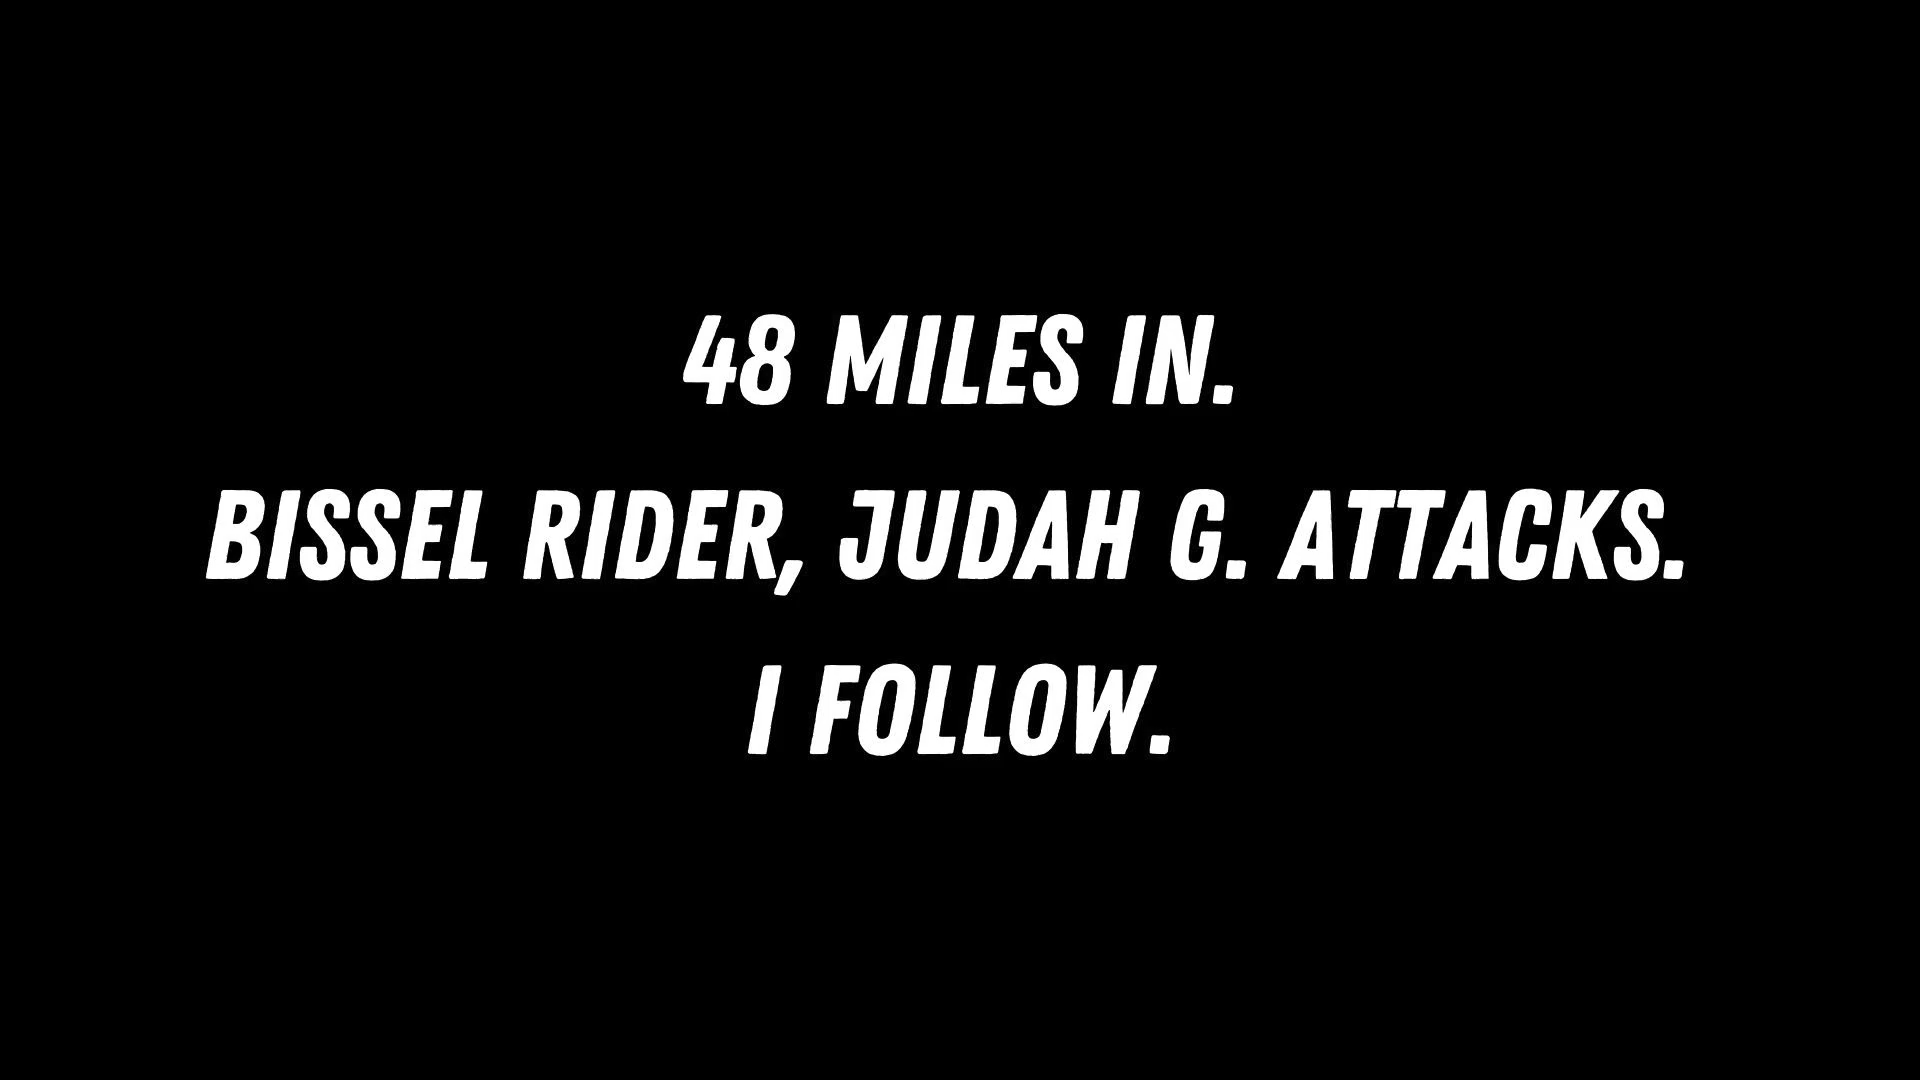 48 MILES IN.
BISSEL RIDER, JUDAH G. ATTACKS.
I FOLLOW.